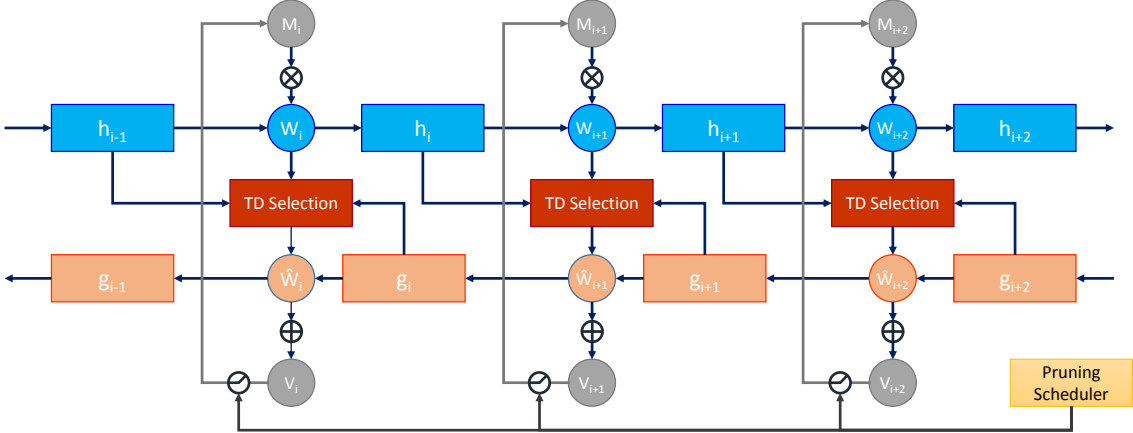 Mᵢ Mᵢ₊₁ Mᵢ₊₂
hᵢ₋₁ Wᵢ hᵢ Wᵢ₊₁ hᵢ₊₁ Wᵢ₊₂ hᵢ₊₂
TD Selection TD Selection TD Selection
gᵢ₋₁ Ŵᵢ gᵢ Ŵᵢ₊₁ gᵢ₊₁ Ŵᵢ₊₂ gᵢ₊₂
Vᵢ Vᵢ₊₁ Vᵢ₊₂
Pruning
Scheduler